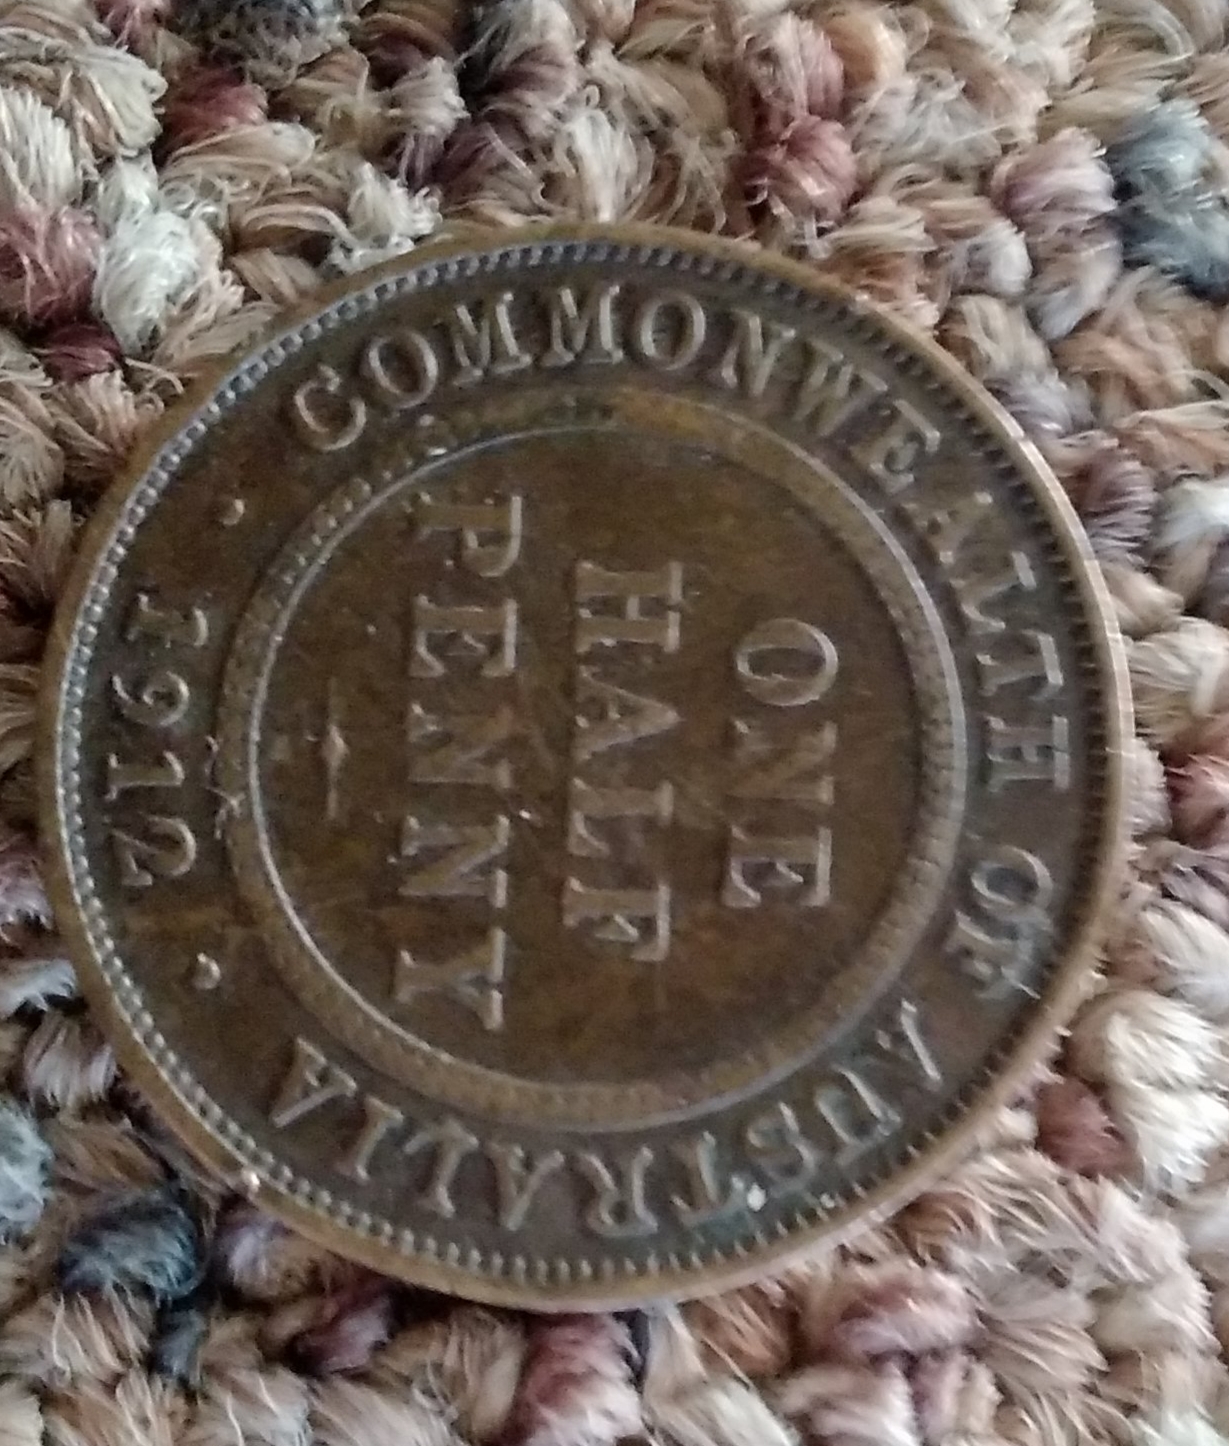 COMMONWEALTH OF AUSTRALIA
ONE
HALF
PENNY
1912